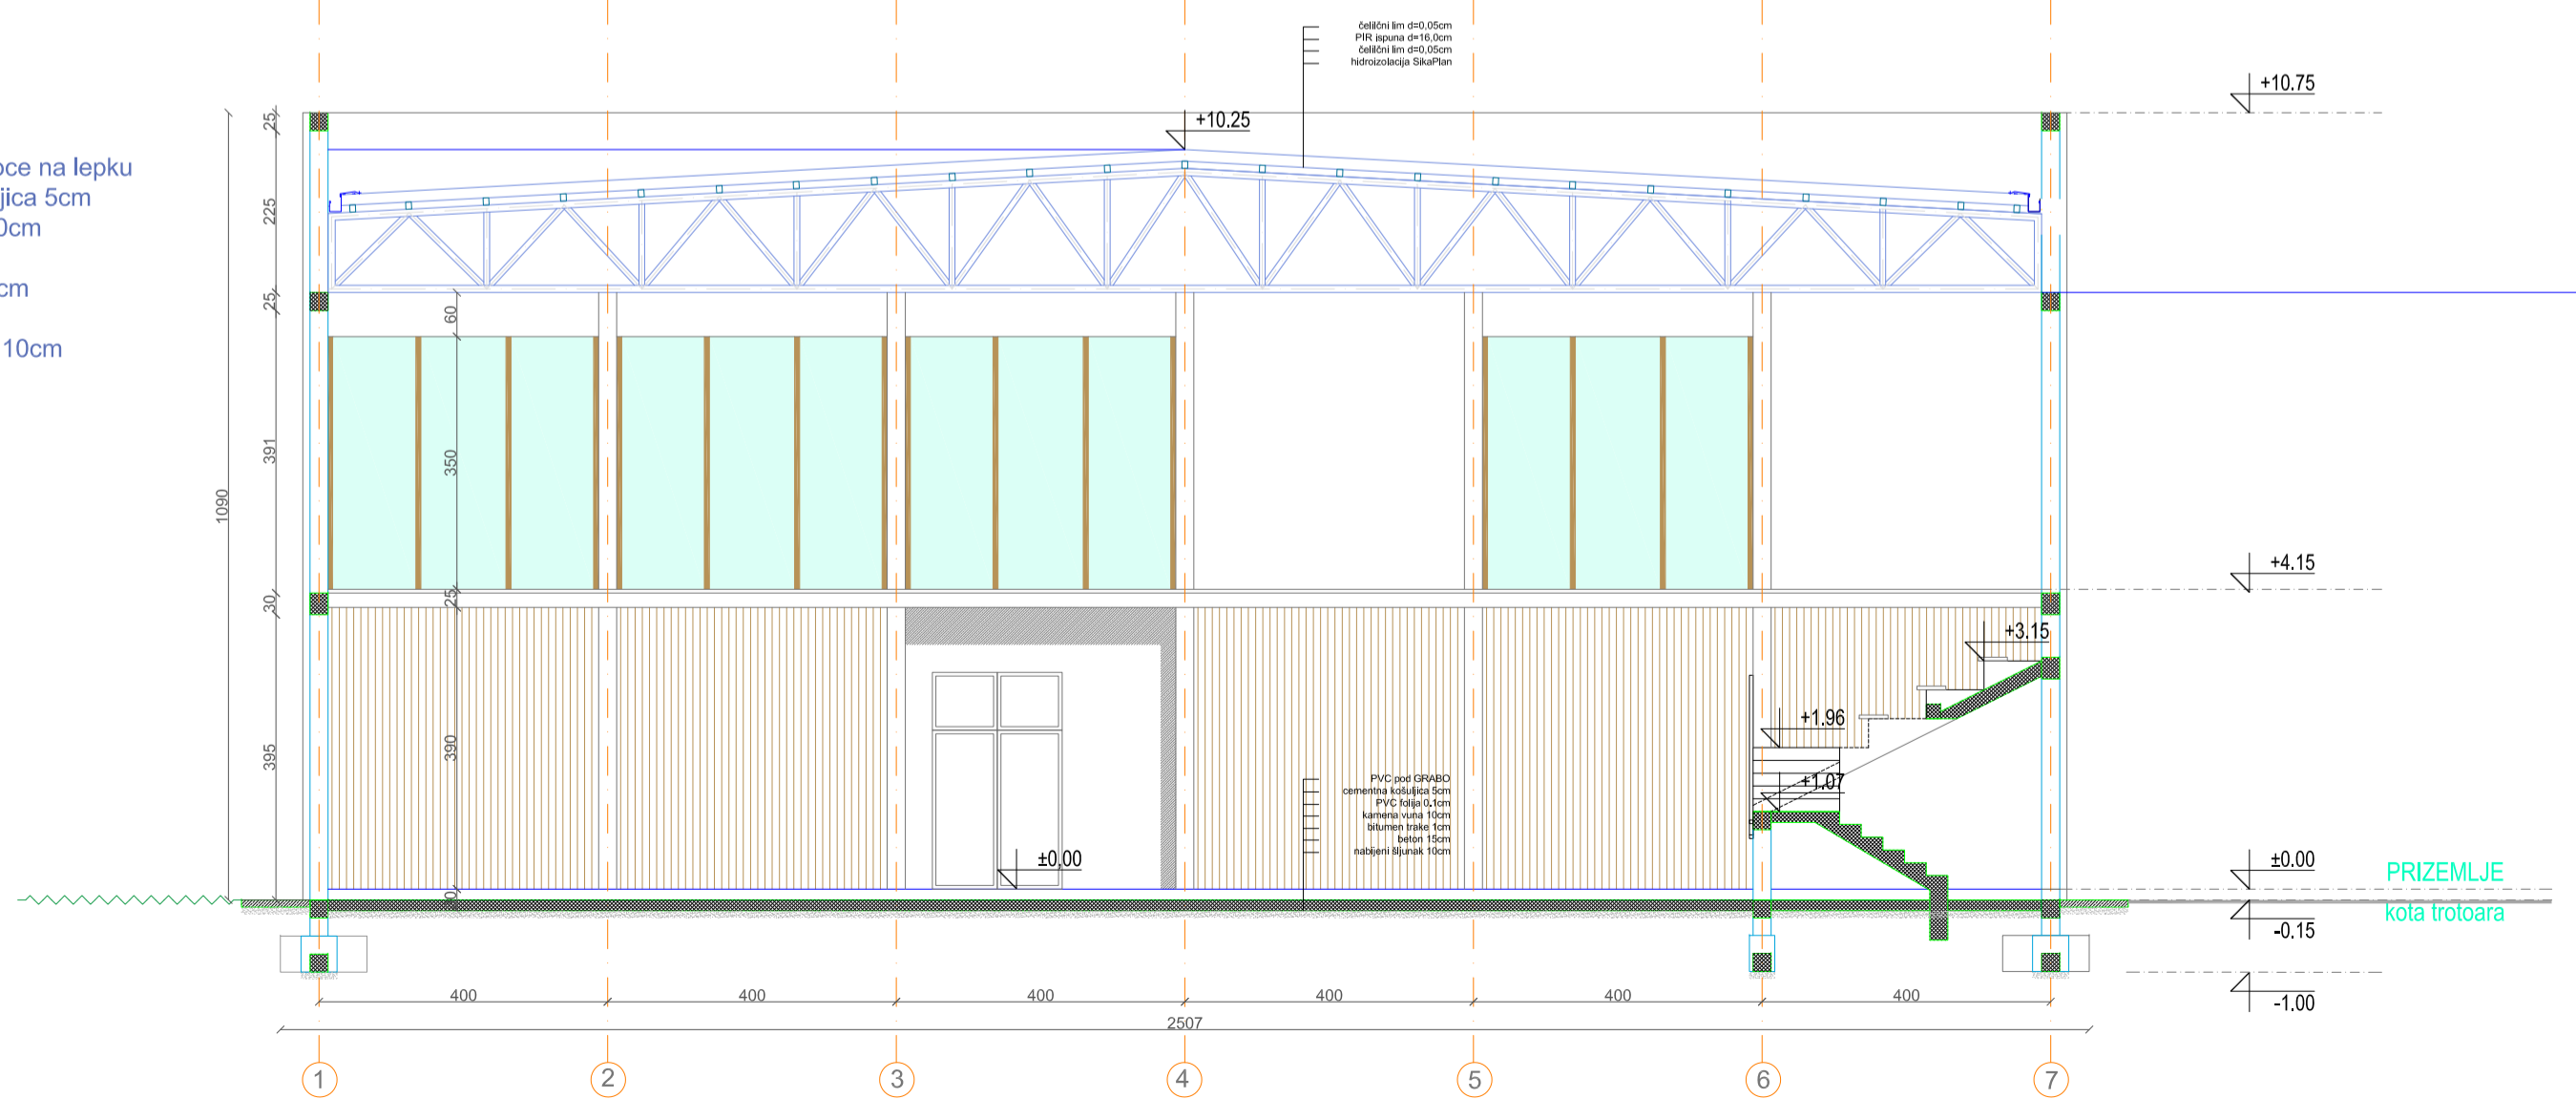 čelilčni lim d=0,05cm
PIR ispuna d=16,0cm
čelilčni lim d=0,05cm
hidroizolacija SikaPlan
+10.75
+10.25
oce na lepku
jica 5cm
0cm
cm
10cm
25
225
25
391
30
395
1090
60
350
25
390
30
+4.15
+3.15
+1.96
+1.07
PVC pod GRABO
cementna košuljica 5cm
PVC folija 0.1cm
kamena vuna 10cm
bitumen trake 1cm
beton 15cm
nabijeni šljunak 10cm
±0,00
±0.00
PRIZEMLJE
kota trotoara
-0.15
-1.00
400 400 400 400 400 400
2507
1 2 3 4 5 6 7